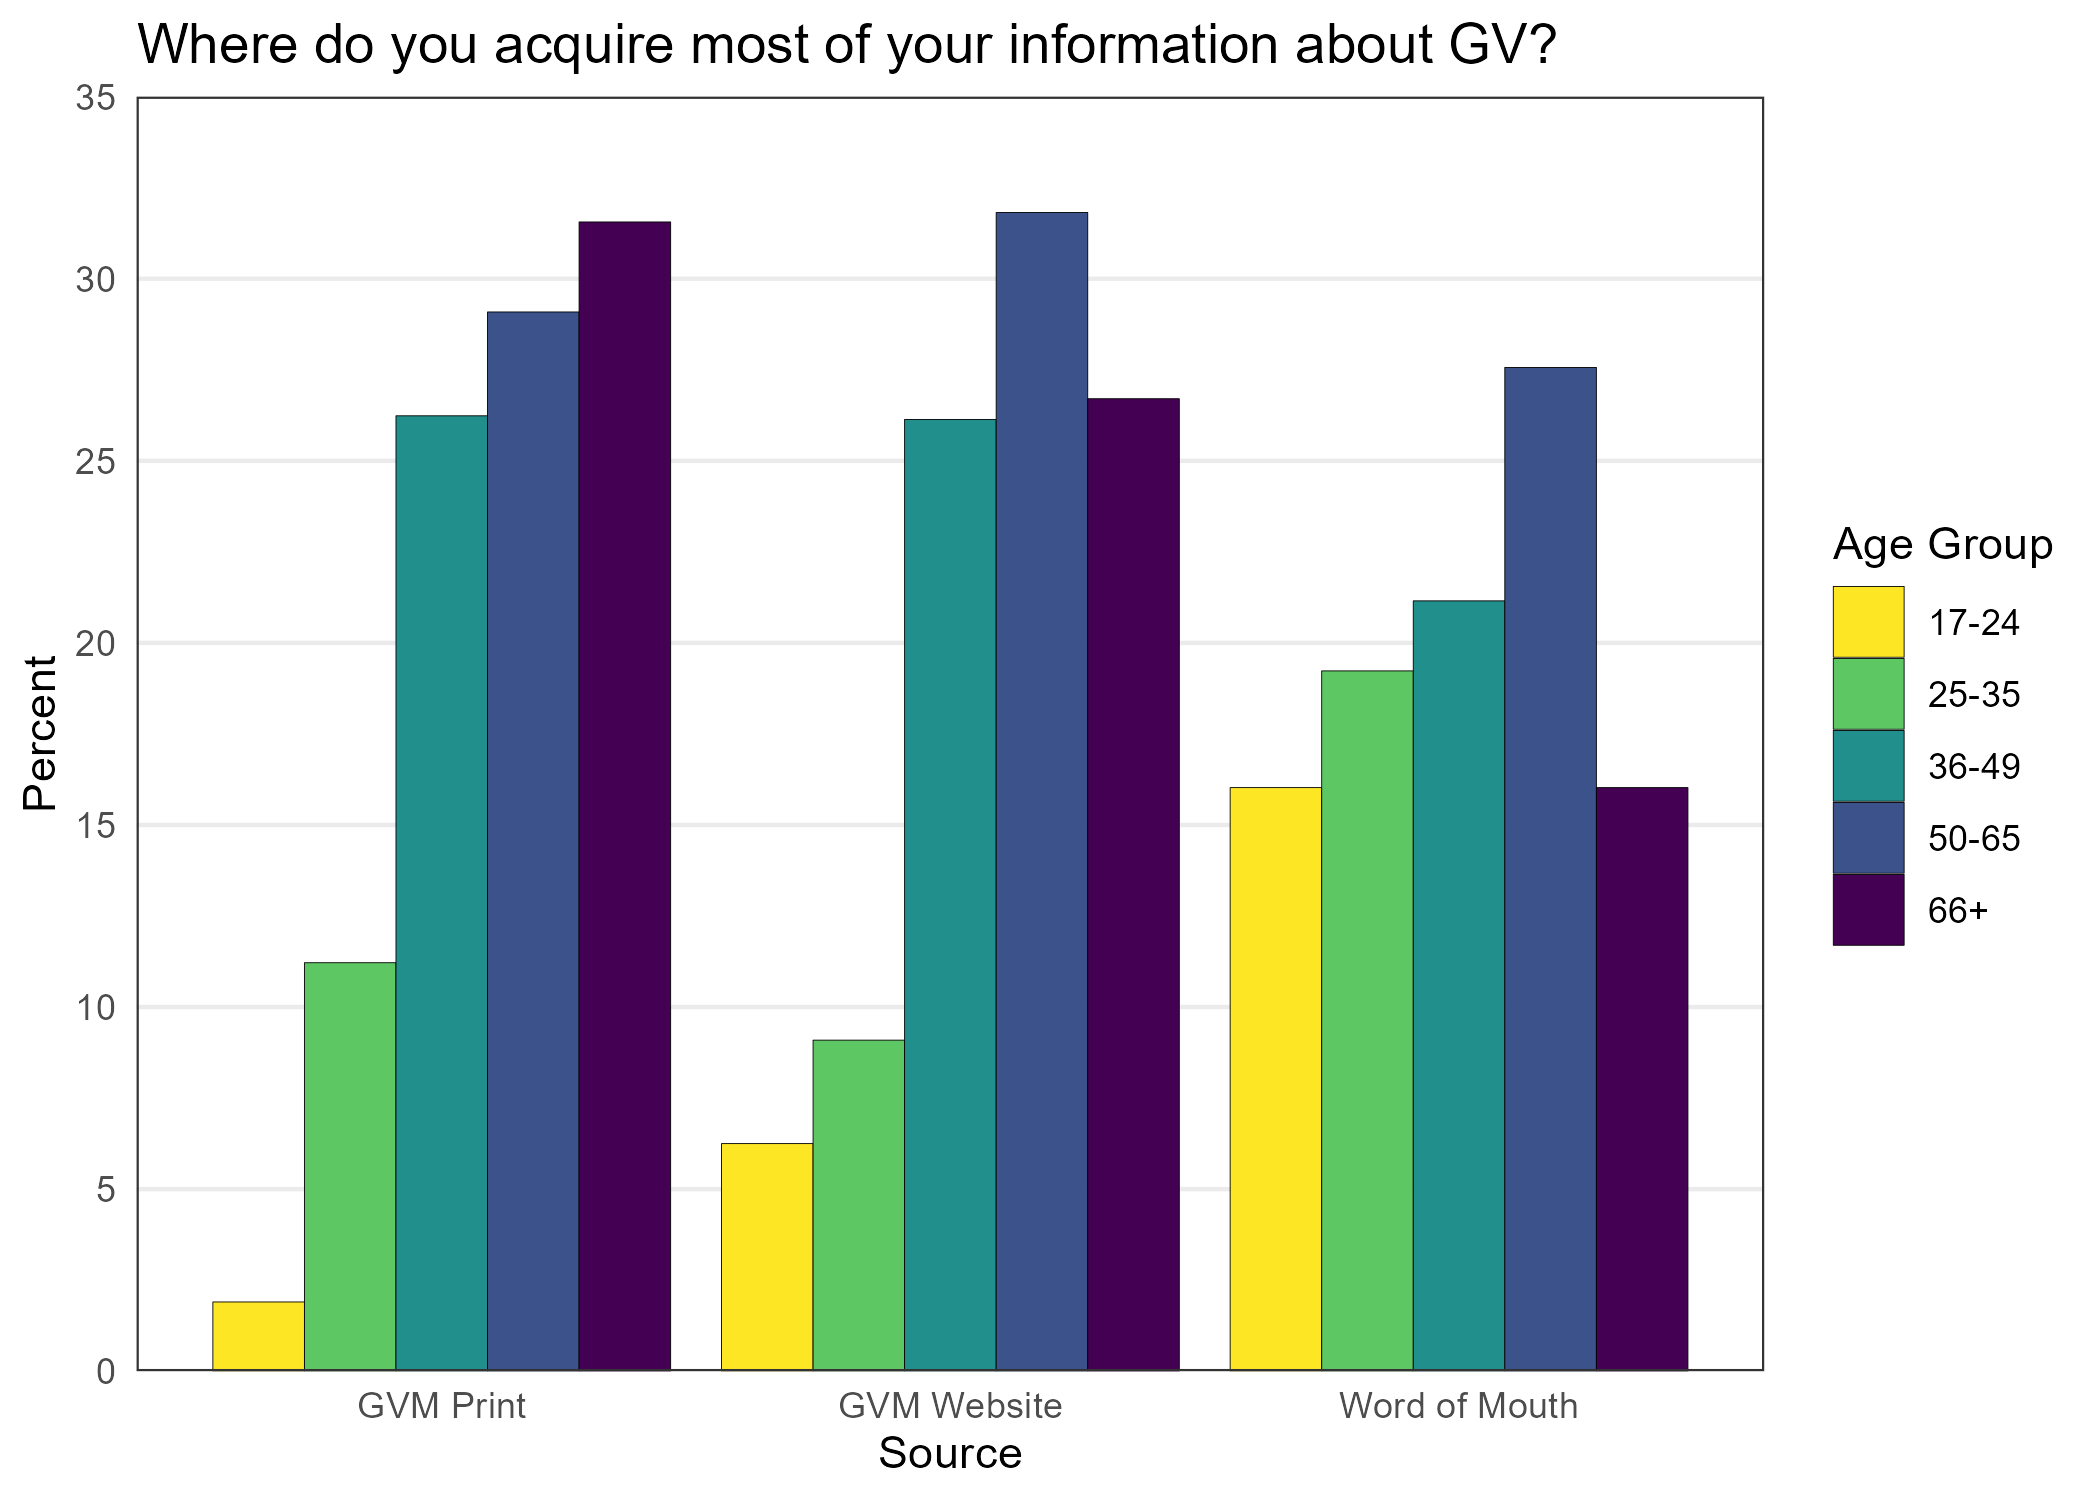 Where do you acquire most of your information about GV?
35
30
25
20
15
10
5
0
Percent
GVM Print
GVM Website
Word of Mouth
Source
Age Group
17-24
25-35
36-49
50-65
66+